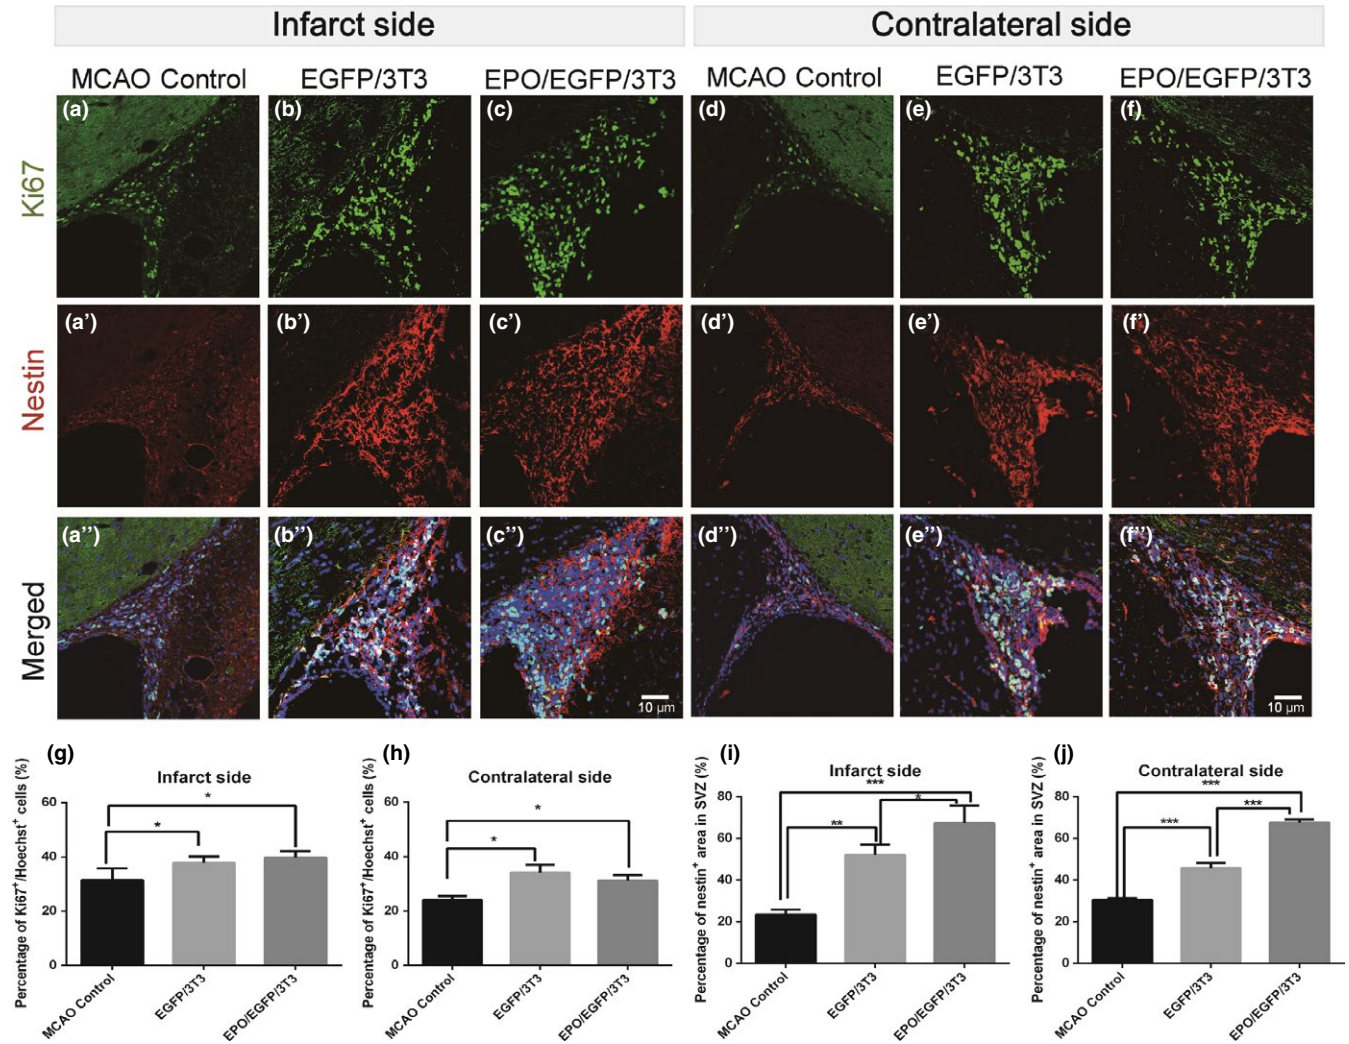 Infarct side
Contralateral side
MCAO Control
EGFP/3T3
EPO/EGFP/3T3
MCAO Control
EGFP/3T3
EPO/EGFP/3T3
Ki67
(a)
(b)
(c)
(d)
(e)
(f)
Nestin
(a')
(b')
(c')
(d')
(e')
(f')
Merged
(a'')
(b'')
(c'')
(d'')
(e'')
(f'')
10 µm
10 µm
(g)
Infarct side
Percentage of Ki67⁺/Hoechst⁺ cells (%)
60
40
20
0
*
*
MCAO Control
EGFP/3T3
EPO/EGFP/3T3
(h)
Contralateral side
Percentage of Ki67⁺/Hoechst⁺ cells (%)
60
40
20
0
*
*
MCAO Control
EGFP/3T3
EPO/EGFP/3T3
(i)
Infarct side
Percentage of nestin⁺ area in SVZ (%)
80
60
40
20
0
***
*
**
MCAO Control
EGFP/3T3
EPO/EGFP/3T3
(j)
Contralateral side
Percentage of nestin⁺ area in SVZ (%)
80
60
40
20
0
***
***
***
MCAO Control
EGFP/3T3
EPO/EGFP/3T3